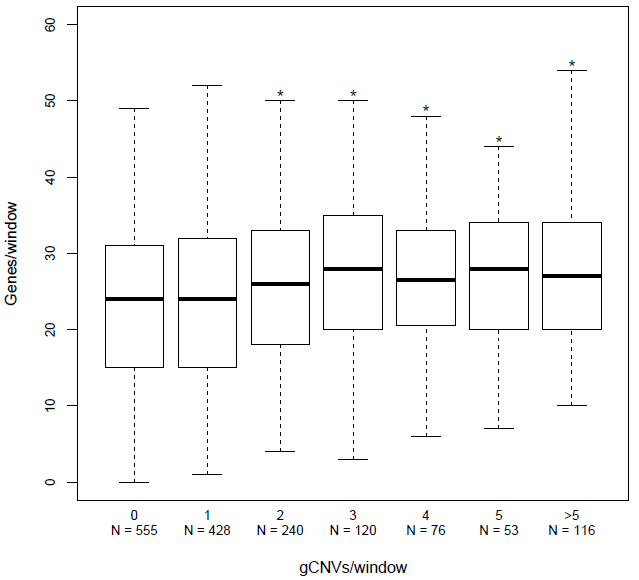 60
50
40
30
20
10
0
Genes/window
* * * * *
0 1 2 3 4 5 >5
N = 555 N = 428 N = 240 N = 120 N = 76 N = 53 N = 116
gCNVs/window